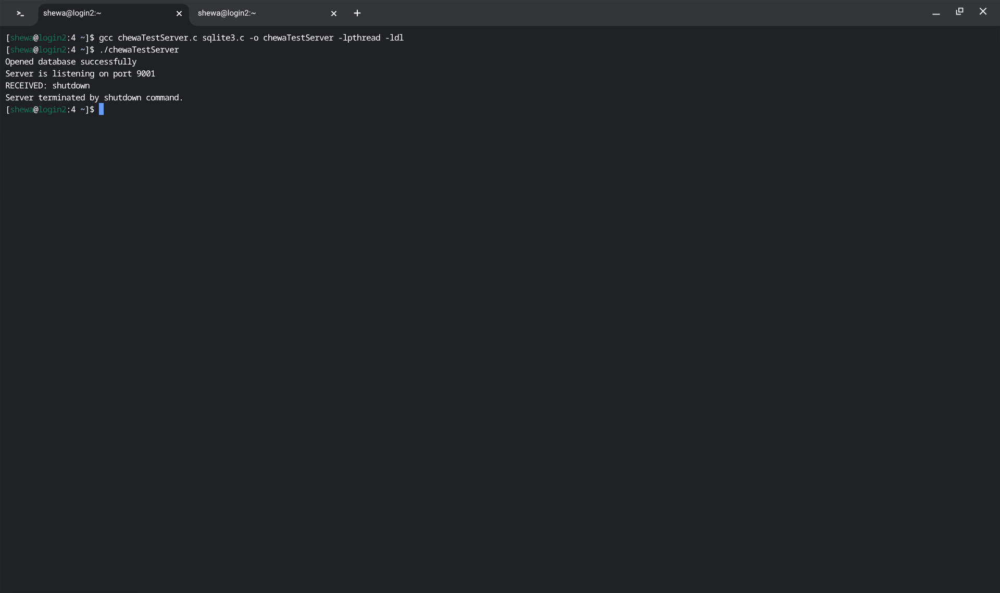 >_ shewa@login2:~ × shewa@login2:~ × +
[shewa@login2:4 ~]$ gcc chewaTestServer.c sqlite3.c -o chewaTestServer -lpthread -ldl
[shewa@login2:4 ~]$ ./chewaTestServer
Opened database successfully
Server is listening on port 9001
RECEIVED: shutdown
Server terminated by shutdown command.
[shewa@login2:4 ~]$